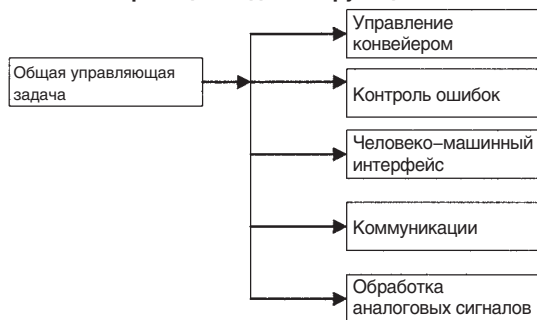 Управление
конвейером
Общая управляющая
задача
Контроль ошибок
Человеко–машинный
интерфейс
Коммуникации
Обработка
аналоговых сигналов